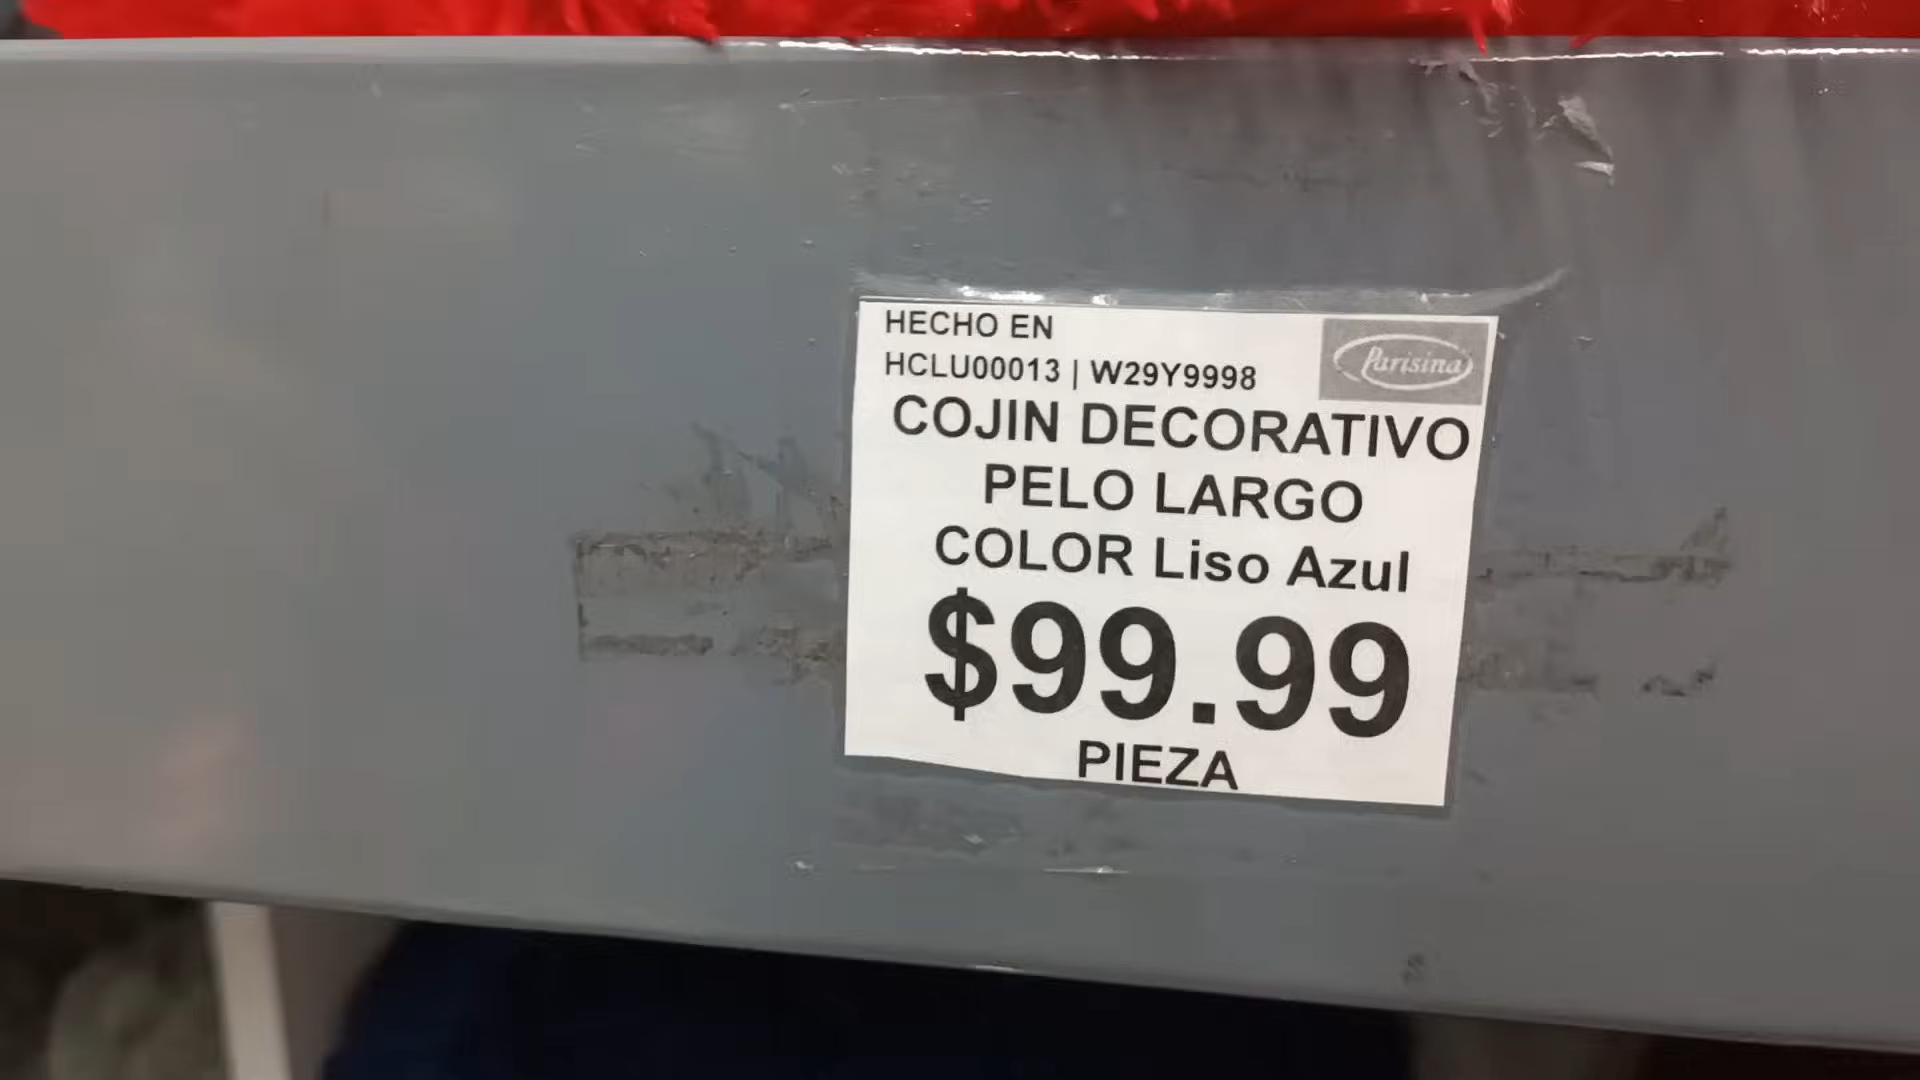 HECHO EN
Parisina
HCLU00013 | W29Y9998
COJIN DECORATIVO
PELO LARGO
COLOR Liso Azul
$99.99
PIEZA